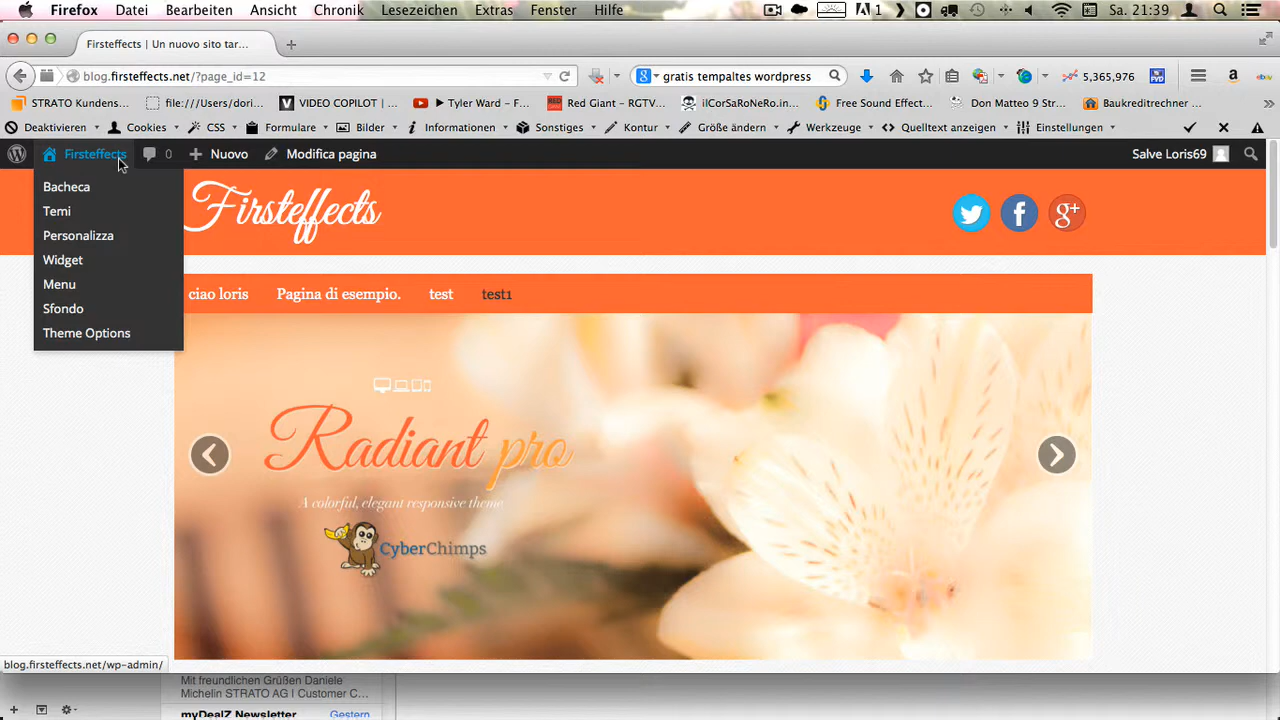 Firefox Datei Bearbeiten Ansicht Chronik Lesezeichen Extras Fenster Hilfe 1 Sa. 21:39
Firsteffects | Un nuovo sito tar...
blog.firsteffects.net/?page_id=12 gratis tempaltes wordpress 5,365,976
STRATO Kundens... file:///Users/dori... VIDEO COPILOT | ... Tyler Ward – F... Red Giant – RGTV... ilCorSaRoNeRo.in... Free Sound Effect... Don Matteo 9 Str... Baukreditrechner ...
Deaktivieren Cookies CSS Formulare Bilder Informationen Sonstiges Kontur Größe ändern Werkzeuge Quelltext anzeigen Einstellungen
Firsteffects 0 Nuovo Modifica pagina Salve Loris69
Bacheca
Temi
Personalizza
Widget
Menu
Sfondo
Theme Options
Firsteffects
ciao loris Pagina di esempio. test test1
Radiant pro
A colorful, elegant responsive theme
CyberChimps
blog.firsteffects.net/wp-admin/
Mit freundlichen Grüßen Daniele
Michelin STRATO AG | Customer C...
myDealZ Newsletter Gestern